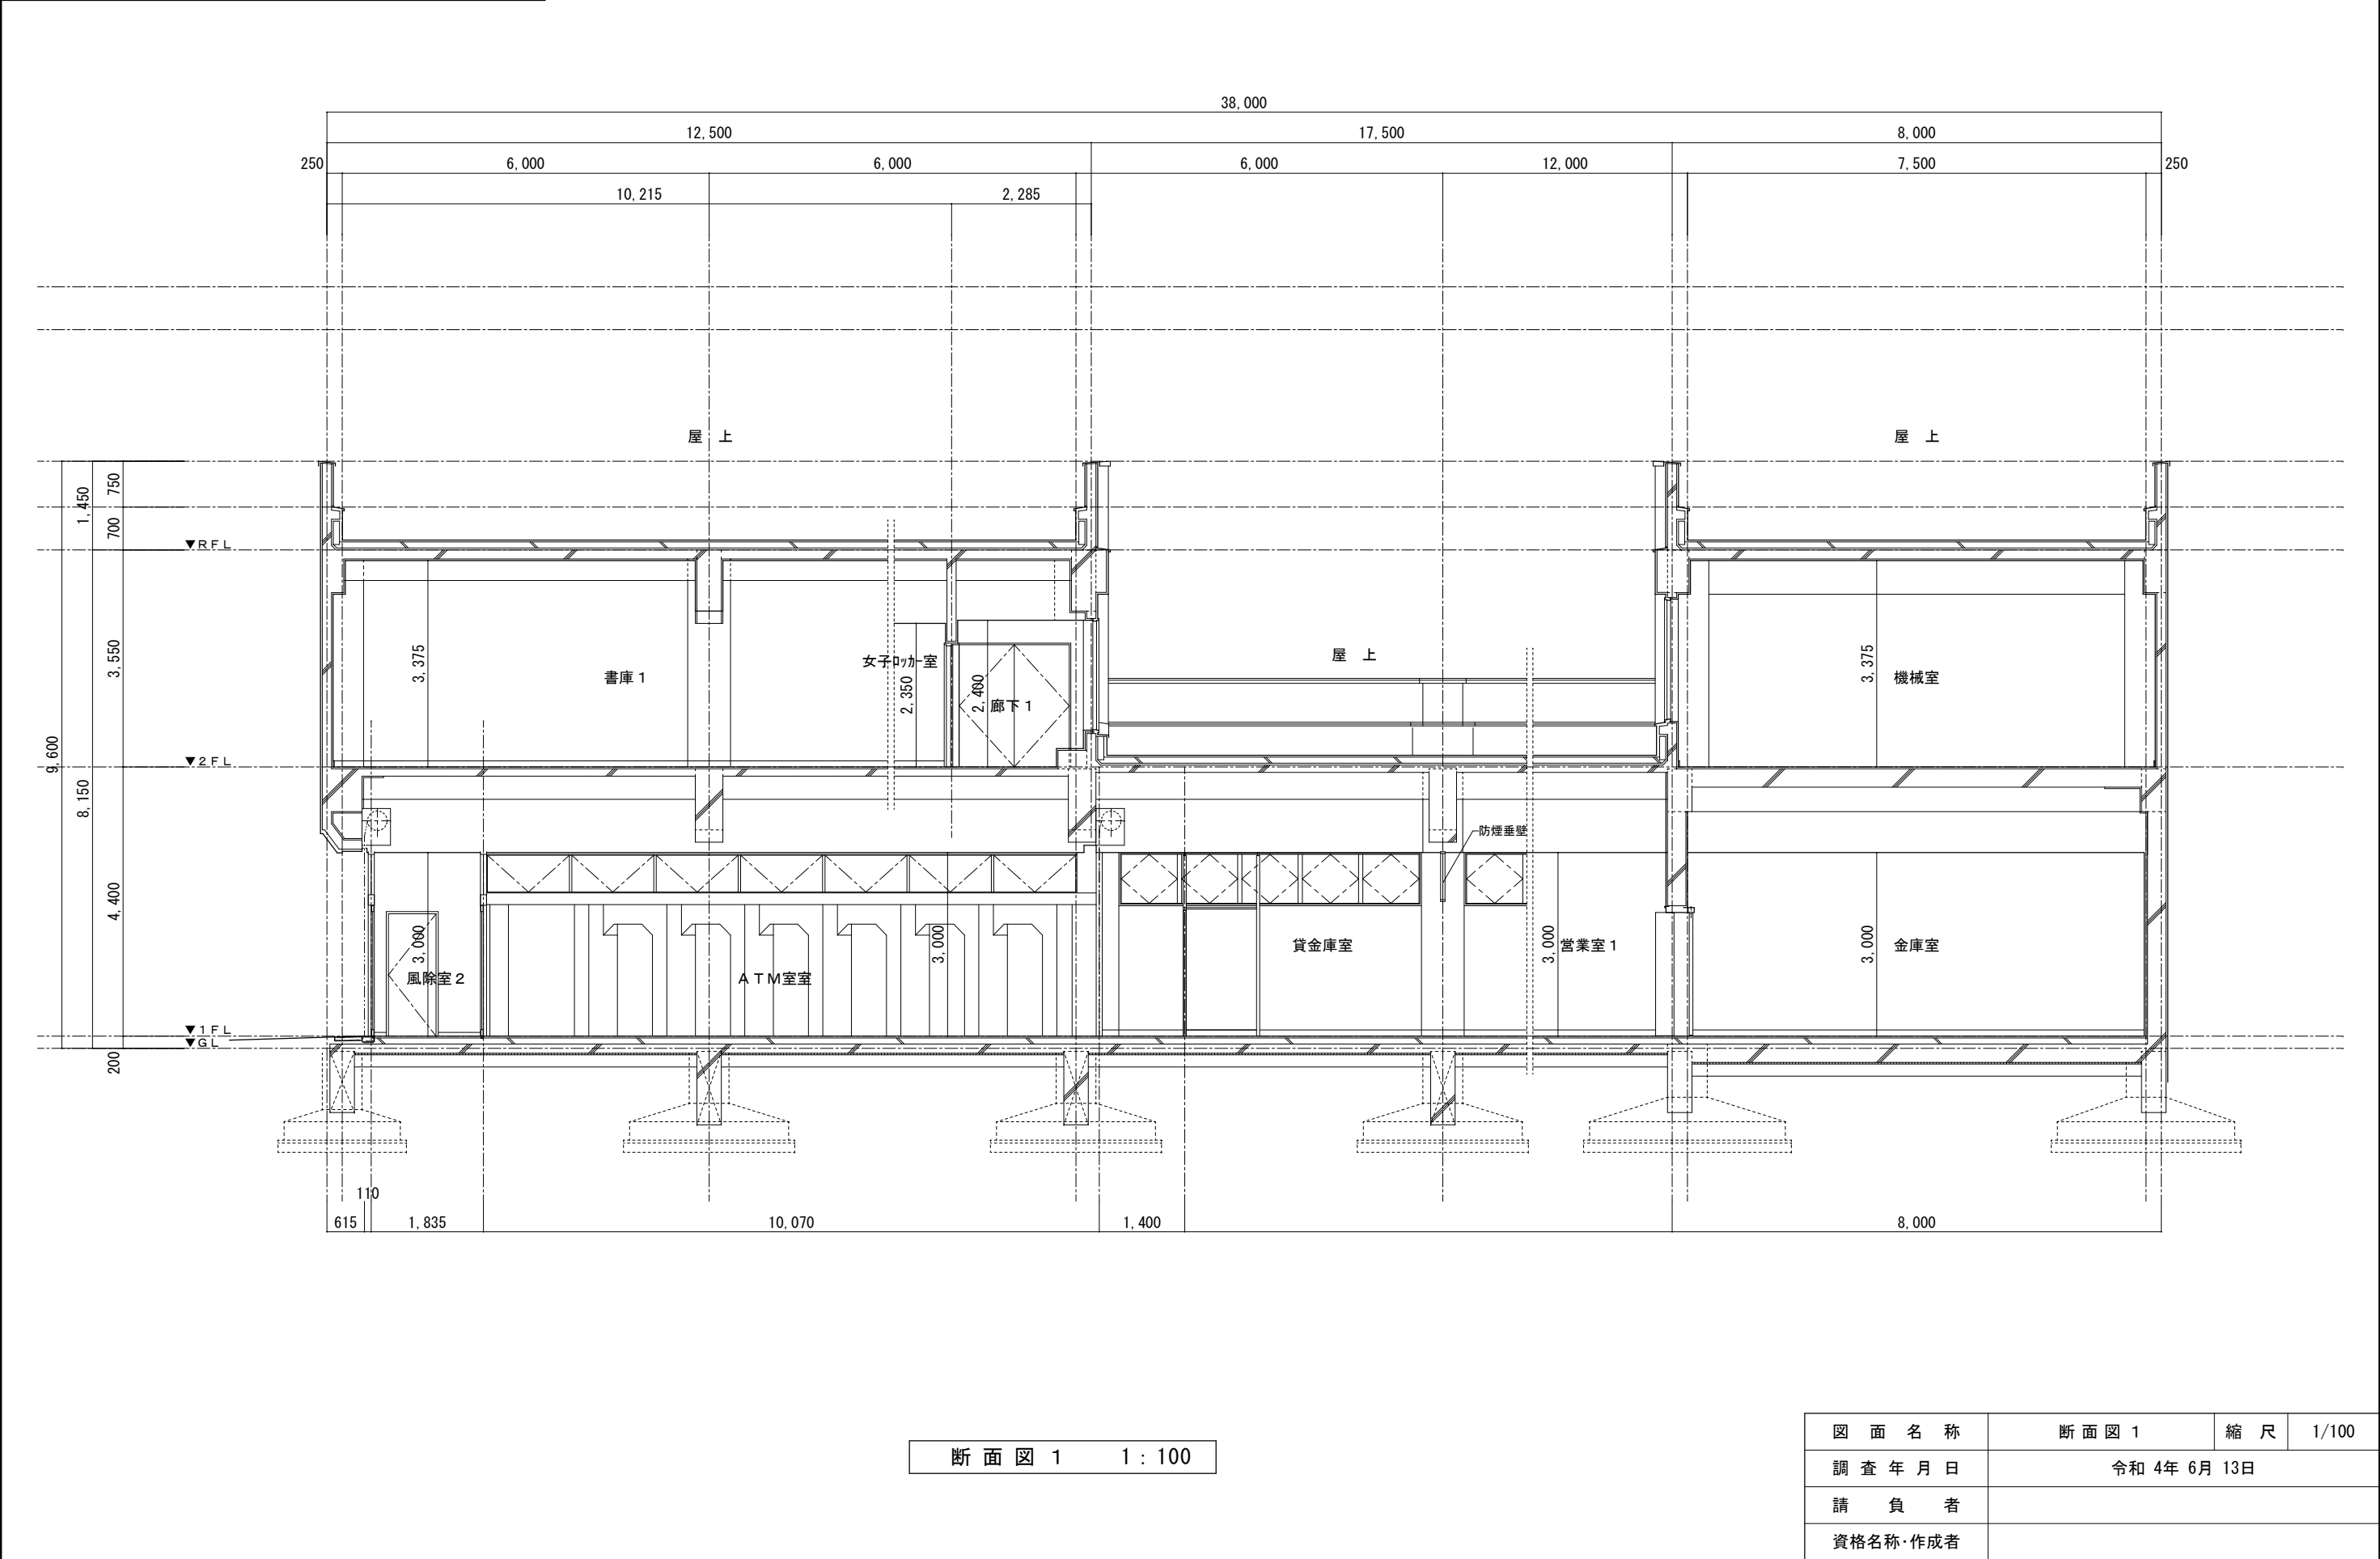 38,000
12,500 17,500 8,000
250 6,000 6,000 6,000 12,000 7,500 250
10,215 2,285
屋 上 屋 上
750
1,450
700
▼RFL
3,550
3,375
書庫1
女子ﾛｯｶｰ室
2,350
2,400
廊下1
屋 上
3,375
機械室
9,600
▼2FL
8,150
防煙垂壁
4,400
3,000
風除室2
ATM室室
3,000
貸金庫室
3,000
営業室1
3,000
金庫室
▼1FL
▼GL
200
110
615 1,835 10,070 1,400 8,000
断面図1 1:100
図面名称 断面図1 縮尺 1/100
調査年月日 令和 4年 6月 13日
請負者
資格名称・作成者